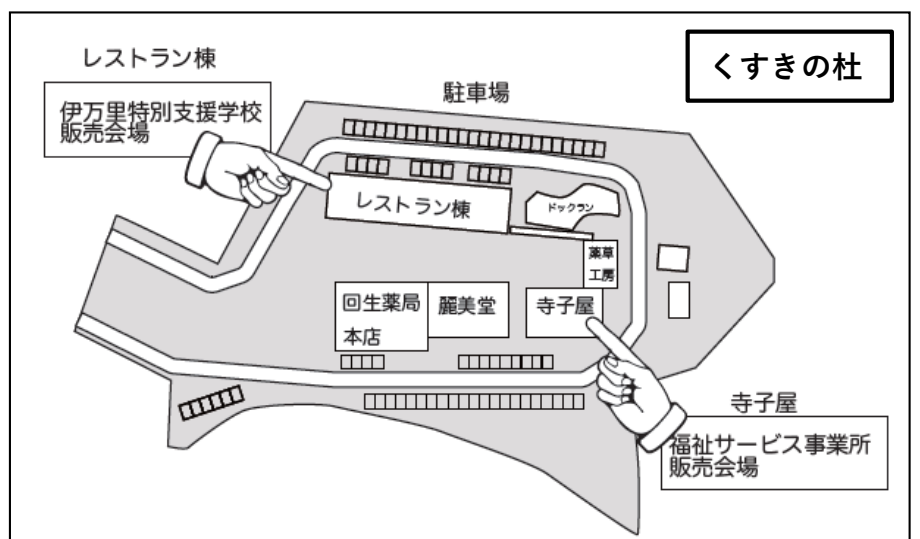 レストラン棟
くすきの杜
伊万里特別支援学校
販売会場
駐車場
レストラン棟
ドックラン
薬草
工房
回生薬局
本店
麗美堂
寺子屋
寺子屋
福祉サービス事業所
販売会場